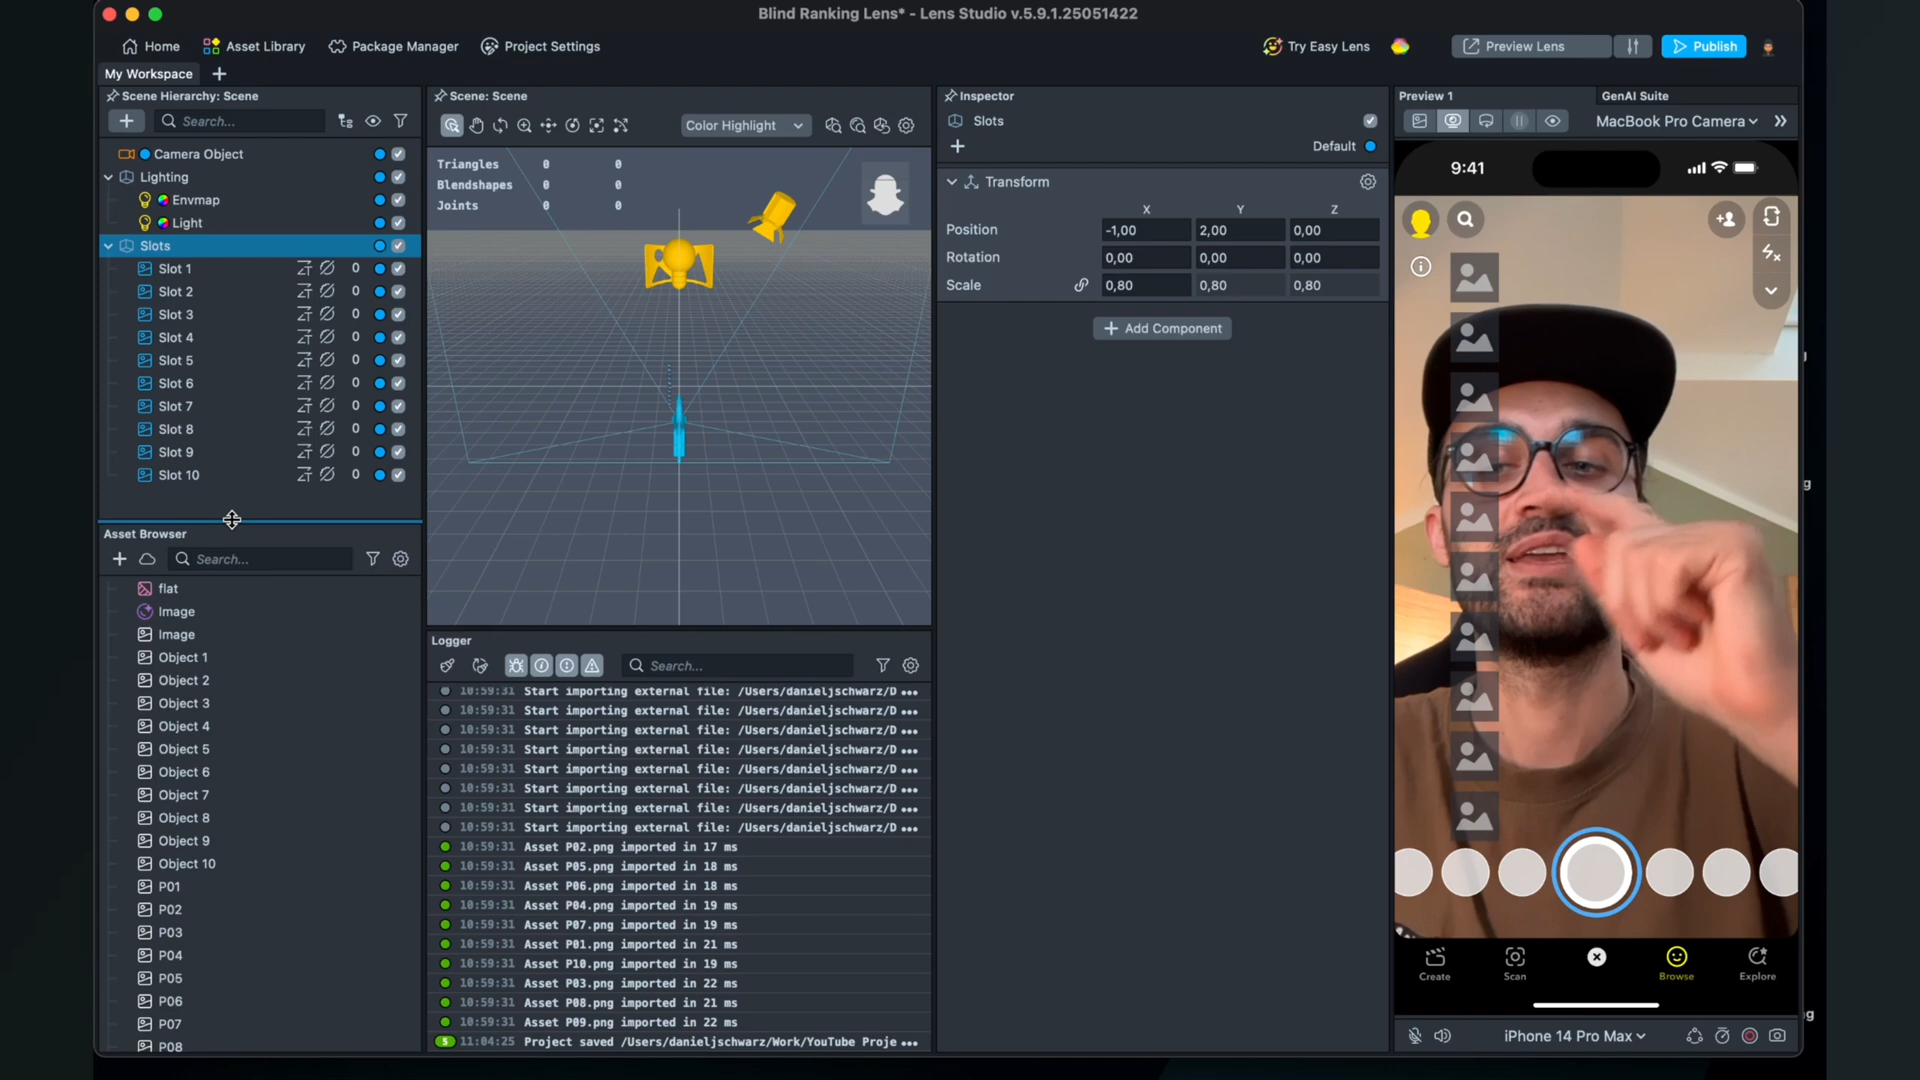 Blind Ranking Lens* - Lens Studio v.5.9.1.25051422
Home
Asset Library
Package Manager
Project Settings
Try Easy Lens
Preview Lens
Publish
My Workspace
Scene Hierarchy: Scene
Search...
Camera Object
Lighting
Envmap
Light
Slots
Slot 1 0
Slot 2 0
Slot 3 0
Slot 4 0
Slot 5 0
Slot 6 0
Slot 7 0
Slot 8 0
Slot 9 0
Slot 10 0
Asset Browser
Search...
flat
Image
Image
Object 1
Object 2
Object 3
Object 4
Object 5
Object 6
Object 7
Object 8
Object 9
Object 10
P01
P02
P03
P04
P05
P06
P07
P08
Scene: Scene
Color Highlight
Triangles 0 0
Blendshapes 0 0
Joints 0 0
Logger
Search...
10:59:31 Start importing external file: /Users/danieljschwarz/D •••
10:59:31 Start importing external file: /Users/danieljschwarz/D •••
10:59:31 Start importing external file: /Users/danieljschwarz/D •••
10:59:31 Start importing external file: /Users/danieljschwarz/D •••
10:59:31 Start importing external file: /Users/danieljschwarz/D •••
10:59:31 Start importing external file: /Users/danieljschwarz/D •••
10:59:31 Start importing external file: /Users/danieljschwarz/D •••
10:59:31 Start importing external file: /Users/danieljschwarz/D •••
10:59:31 Asset P02.png imported in 17 ms
10:59:31 Asset P05.png imported in 18 ms
10:59:31 Asset P06.png imported in 18 ms
10:59:31 Asset P04.png imported in 19 ms
10:59:31 Asset P07.png imported in 19 ms
10:59:31 Asset P01.png imported in 21 ms
10:59:31 Asset P10.png imported in 19 ms
10:59:31 Asset P03.png imported in 22 ms
10:59:31 Asset P08.png imported in 21 ms
10:59:31 Asset P09.png imported in 22 ms
5 11:04:25 Project saved /Users/danieljschwarz/Work/YouTube Proje •••
Inspector
Slots
Default
Transform
X Y Z
Position -1,00 2,00 0,00
Rotation 0,00 0,00 0,00
Scale 0,80 0,80 0,80
Add Component
Preview 1
GenAI Suite
MacBook Pro Camera
9:41
Create
Scan
Browse
Explore
iPhone 14 Pro Max